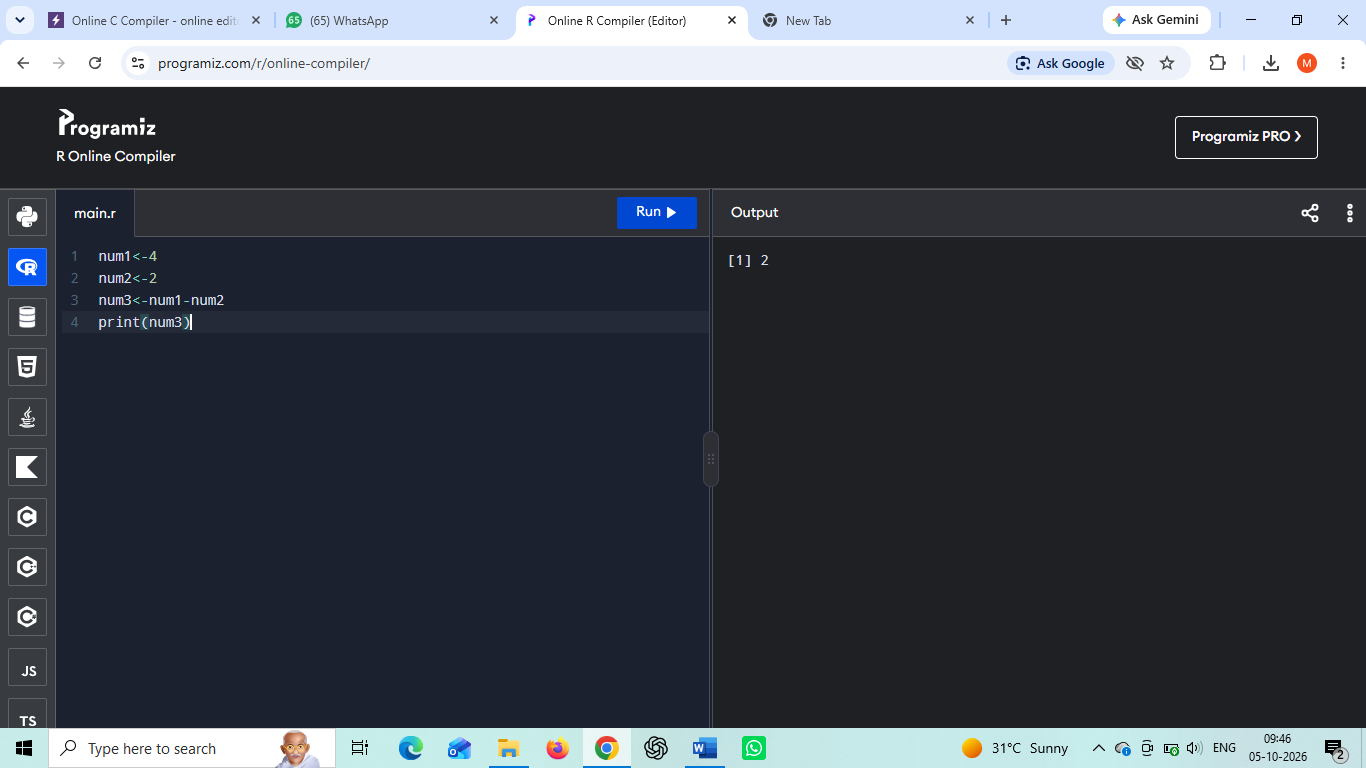 Online C Compiler - online edit
(65) WhatsApp
Online R Compiler (Editor)
New Tab
Ask Gemini
programiz.com/r/online-compiler/
Ask Google
M
Programiz
R Online Compiler
Programiz PRO
main.r
Run
Output
1 num1<-4
2 num2<-2
3 num3<-num1-num2
4 print(num3)
[1] 2
JS
TS
Type here to search
31°C Sunny
ENG
09:46
05-10-2026
2